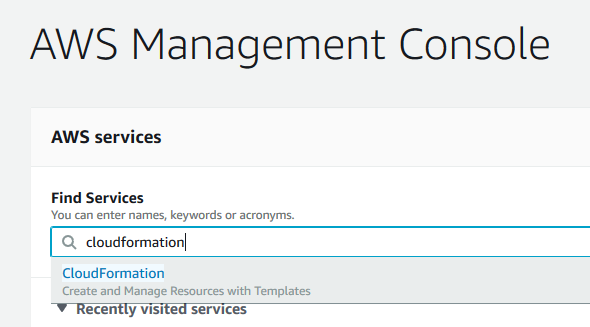 AWS Management Console
AWS services
Find Services
You can enter names, keywords or acronyms.
cloudformation
CloudFormation
Create and Manage Resources with Templates
Recently visited services